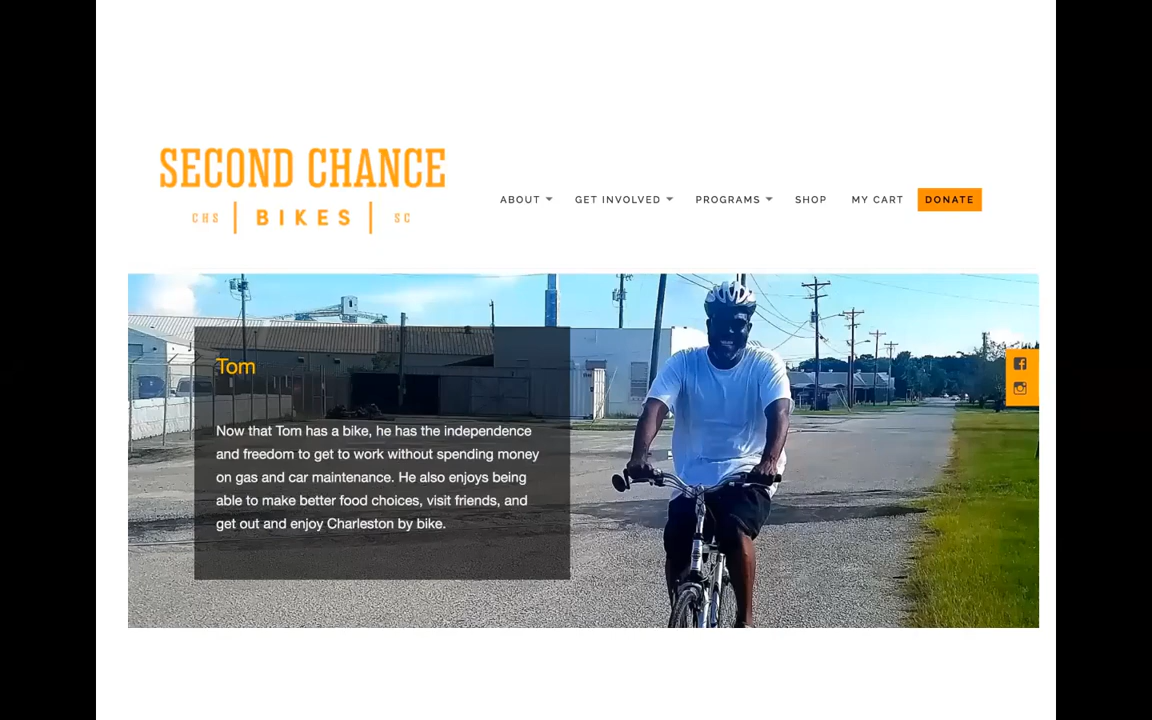 SECOND CHANCE
CHS | BIKES | SC
ABOUT GET INVOLVED PROGRAMS SHOP MY CART DONATE
Tom
Now that Tom has a bike, he has the independence
and freedom to get to work without spending money
on gas and car maintenance. He also enjoys being
able to make better food choices, visit friends, and
get out and enjoy Charleston by bike.